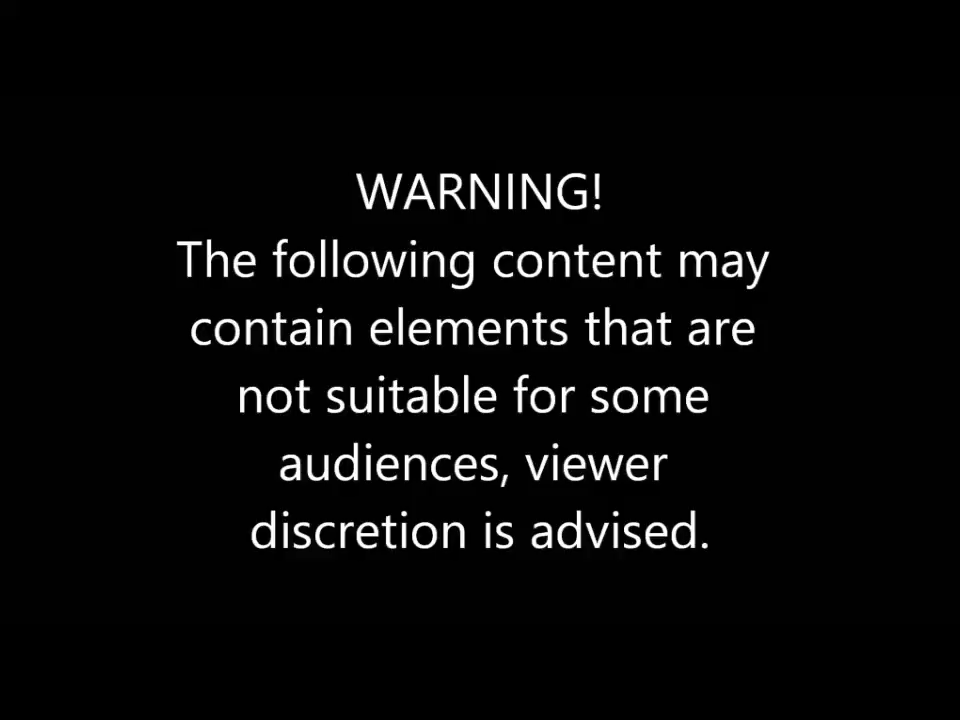 WARNING!
The following content may
contain elements that are
not suitable for some
audiences, viewer
discretion is advised.